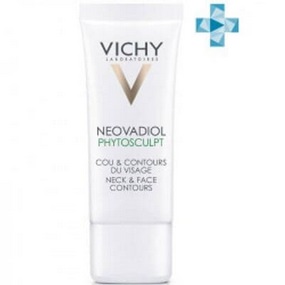 VICHY
LABORATOIRES
NEOVADIOL
PHYTOSCULPT
COU & CONTOURS
DU VISAGE
NECK & FACE
CONTOURS